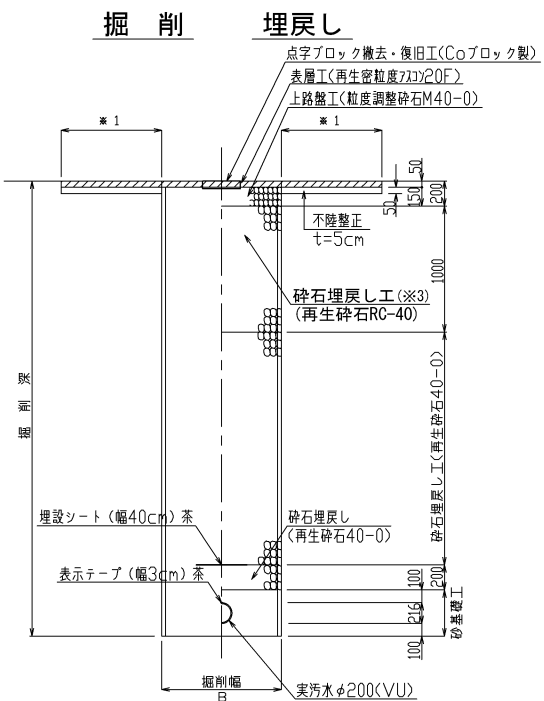 掘 削 埋戻し
点字ブロック撤去・復旧工(Coブロック製)
表層工(再生密粒度アスコン20F)
上路盤工(粒度調整砕石M40-0)
※1
※1
50
200
150
50
不陸整正
t=5cm
1000
砕石埋戻し工(※3)
(再生砕石RC-40)
掘削深
砕石埋戻し工(再生砕石40-0)
埋設シート(幅40cm)茶
砕石埋戻し
(再生砕石40-0)
表示テープ(幅3cm)茶
100
200
216
砂基礎工
100
掘削幅
B
実汚水φ200(VU)